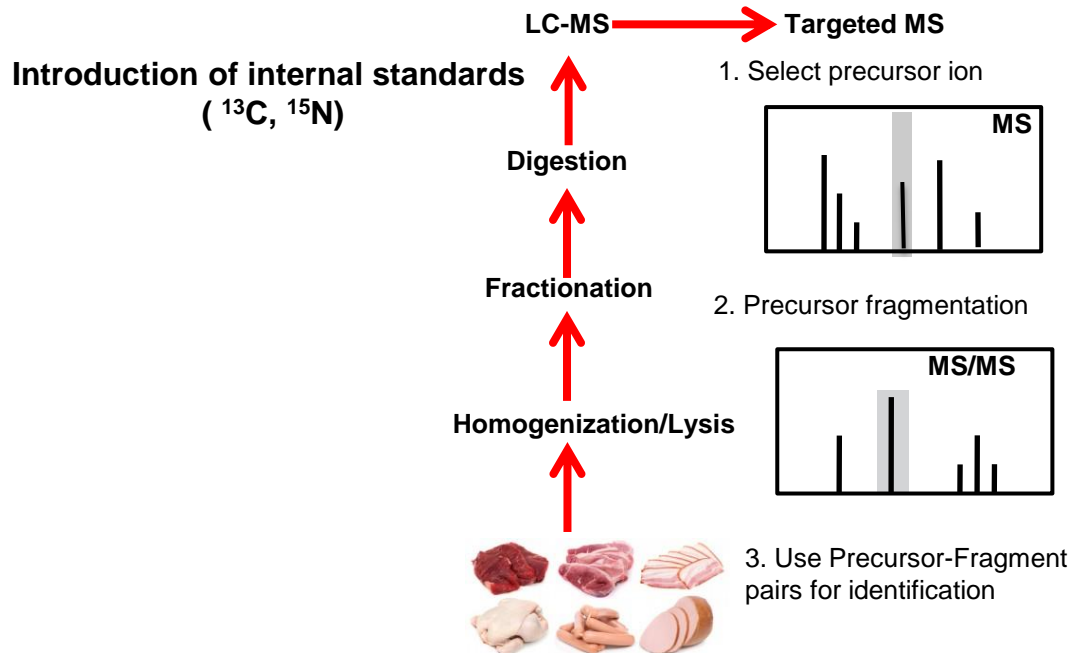 LC-MS
Targeted MS
Introduction of internal standards
( ¹³C, ¹⁵N)
1. Select precursor ion
MS
Digestion
Fractionation
2. Precursor fragmentation
MS/MS
Homogenization/Lysis
3. Use Precursor-Fragment
pairs for identification